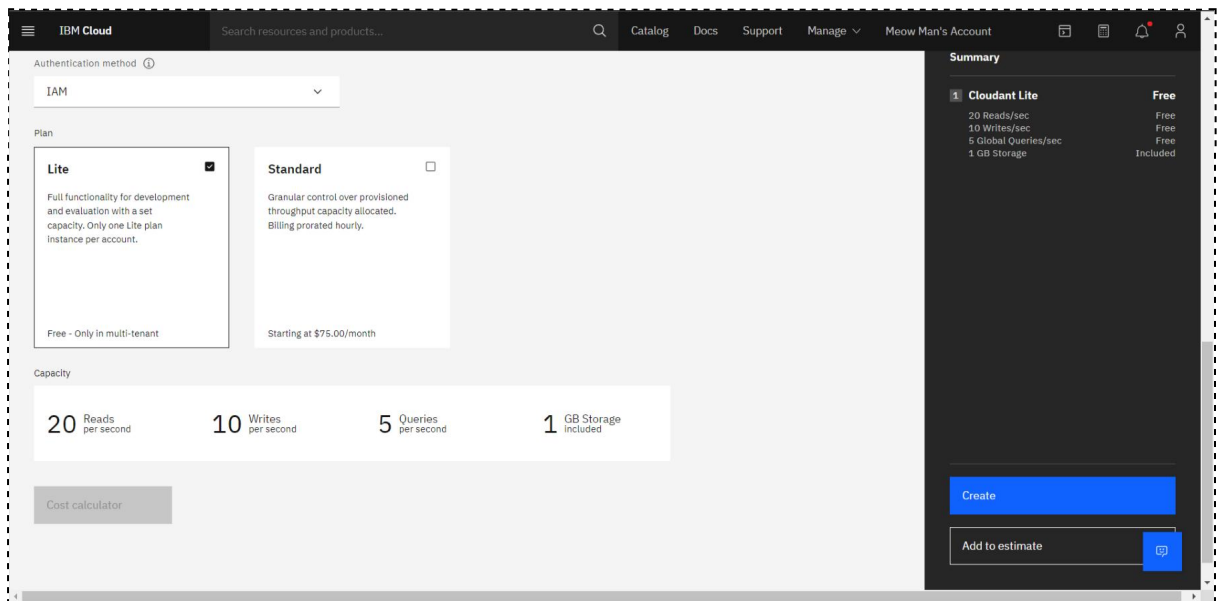 IBM Cloud
Search resources and products...
Catalog
Docs
Support
Manage
Meow Man's Account
Authentication method
IAM
Plan
Lite
Full functionality for development
and evaluation with a set
capacity. Only one Lite plan
instance per account.
Free - Only in multi-tenant
Standard
Granular control over provisioned
throughput capacity allocated.
Billing prorated hourly.
Starting at $75.00/month
Capacity
20 Reads
per second
10 Writes
per second
5 Queries
per second
1 GB Storage
included
Cost calculator
Summary
1 Cloudant Lite Free
20 Reads/sec Free
10 Writes/sec Free
5 Global Queries/sec Free
1 GB Storage Included
Create
Add to estimate